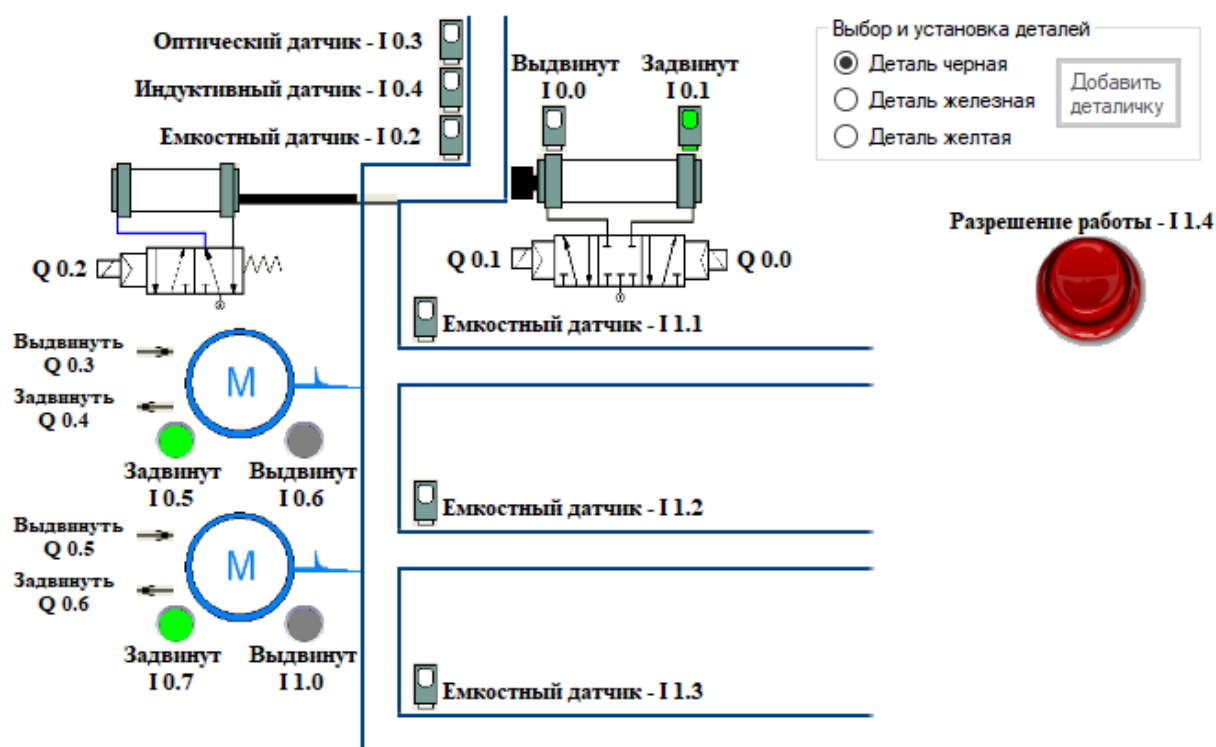 Оптический датчик - I 0.3
Индуктивный датчик - I 0.4
Емкостный датчик - I 0.2
Выдвинут
I 0.0
Задвинут
I 0.1
Выбор и установка деталей
Деталь черная
Деталь железная
Деталь желтая
Добавить
деталичку
Разрешение работы - I 1.4
Q 0.2
Q 0.1
Q 0.0
Емкостный датчик - I 1.1
Выдвинуть
Q 0.3
Задвинуть
Q 0.4
M
Задвинут
I 0.5
Выдвинут
I 0.6
Емкостный датчик - I 1.2
Выдвинуть
Q 0.5
Задвинуть
Q 0.6
M
Задвинут
I 0.7
Выдвинут
I 1.0
Емкостный датчик - I 1.3